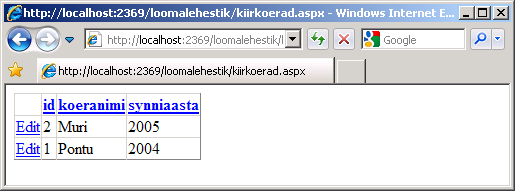 http://localhost:2369/loomalehestik/kiirkoerad.aspx - Windows Internet E...
http://localhost:2369/loomalehestik/
Google
http://localhost:2369/loomalehestik/kiirkoerad.aspx
id koeranimi synniaasta
Edit 2 Muri 2005
Edit 1 Pontu 2004